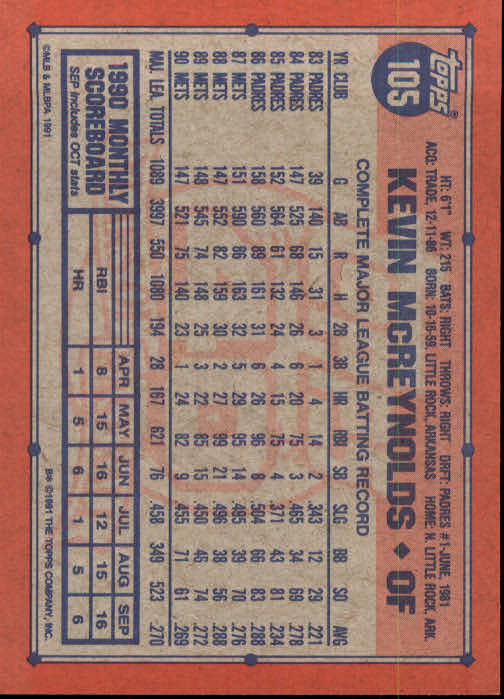 topps®
105
HT: 6'1" WT: 215 BATS: RIGHT THROWS: RIGHT DRFT: PADRES #1-JUNE, 1981
ACQ: TRADE, 12-11-86 BORN: 10-16-59, LITTLE ROCK, ARKANSAS HOME: N. LITTLE ROCK, ARK.
KEVIN McREYNOLDS ♦ OF
COMPLETE MAJOR LEAGUE BATTING RECORD
YR CLUB G AB R H 2B 3B HR RBI SB SLG BB SO AVG
83 PADRES 39 140 15 31 3 1 4 14 2 .343 12 29 .221
84 PADRES 147 525 68 146 26 6 20 75 3 .465 34 69 .278
85 PADRES 152 564 61 132 24 4 15 75 4 .371 43 81 .234
86 PADRES 158 560 89 161 31 6 26 96 8 .504 66 83 .288
87 METS 151 590 86 163 32 5 29 95 14 .495 39 70 .276
88 METS 147 552 82 159 30 2 27 99 21 .496 38 56 .288
89 METS 148 545 74 148 25 3 22 85 15 .450 46 74 .272
90 METS 147 521 75 140 23 1 24 82 9 .455 71 61 .269
MAJ. LEA. TOTALS 1089 3997 550 1080 194 28 167 621 76 .458 349 523 .270
1990 MONTHLY
SCOREBOARD
SEP Includes OCT stats
APR MAY JUN JUL AUG SEP
RBI 8 15 16 12 15 16
HR 1 5 6 1 5 6
©MLB & MLBPA 1991
B* ©1991 THE TOPPS COMPANY, INC.